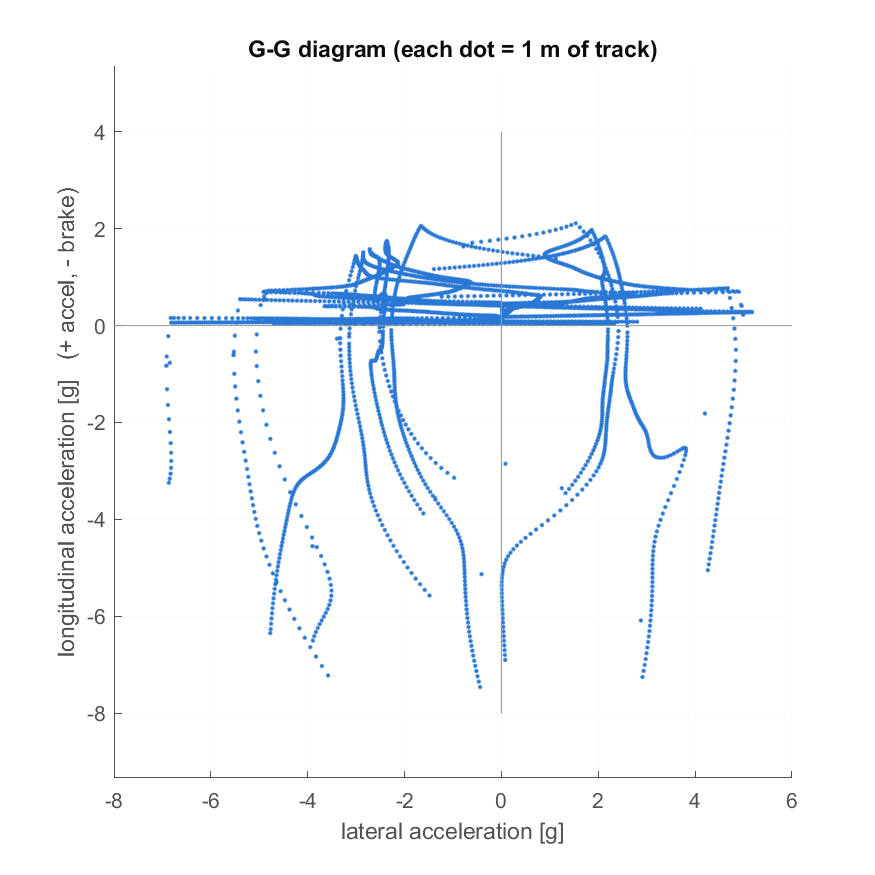 G-G diagram (each dot = 1 m of track)
longitudinal acceleration [g]   (+ accel, - brake)
4
2
0
-2
-4
-6
-8
-8 -6 -4 -2 0 2 4 6
lateral acceleration [g]